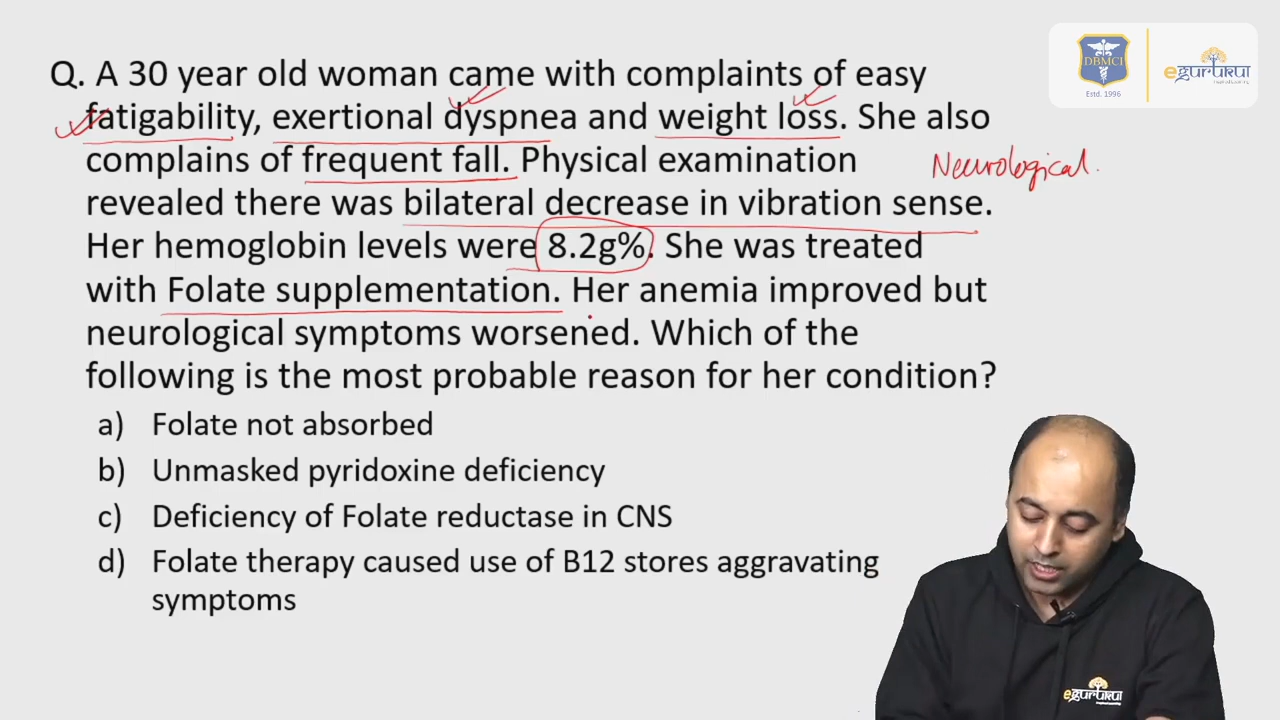 Q. A 30 year old woman came with complaints of easy
fatigability, exertional dyspnea and weight loss. She also
complains of frequent fall. Physical examination
revealed there was bilateral decrease in vibration sense.
Her hemoglobin levels were 8.2g%. She was treated
with Folate supplementation. Her anemia improved but
neurological symptoms worsened. Which of the
following is the most probable reason for her condition?
a) Folate not absorbed
b) Unmasked pyridoxine deficiency
c) Deficiency of Folate reductase in CNS
d) Folate therapy caused use of B12 stores aggravating
symptoms
Neurological.
DBMCI
Estd. 1996
egurukul
egurukul